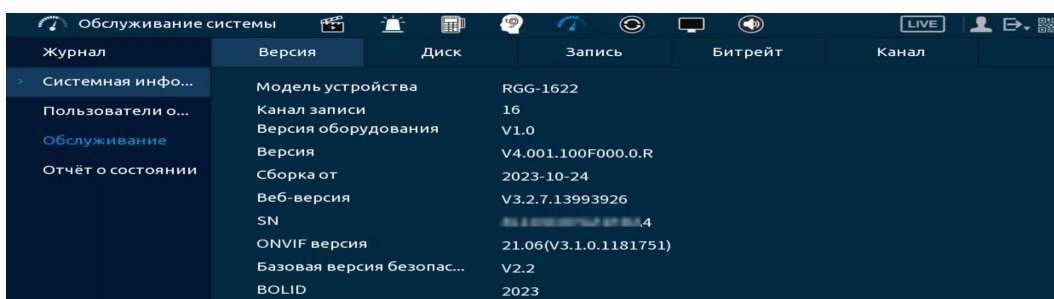 Обслуживание системы LIVE
Журнал Версия Диск Запись Битрейт Канал
Системная инфо...
Пользователи о...
Обслуживание
Отчёт о состоянии
Модель устройства RGG-1622
Канал записи 16
Версия оборудования V1.0
Версия V4.001.100F000.0.R
Сборка от 2023-10-24
Веб-версия V3.2.7.13993926
SN 4
ONVIF версия 21.06(V3.1.0.1181751)
Базовая версия безопас... V2.2
BOLID 2023